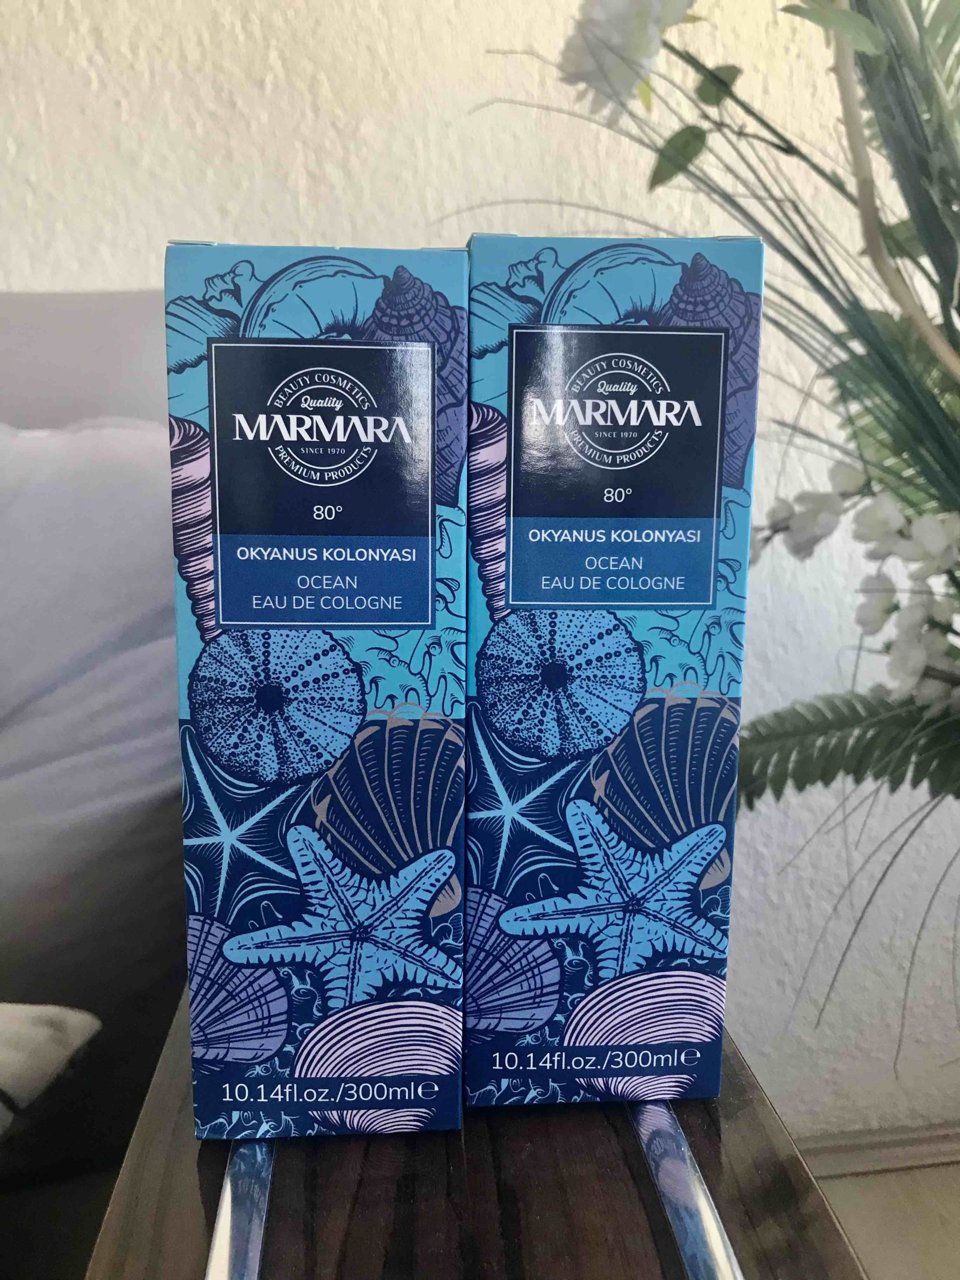 BEAUTY COSMETICS
Quality
MARMARA
SINCE 1970
PREMIUM PRODUCTS
80°
OKYANUS KOLONYASI
OCEAN
EAU DE COLOGNE
10.14fl.oz./300ml℮
BEAUTY COSMETICS
Quality
MARMARA
SINCE 1970
PREMIUM PRODUCTS
80°
OKYANUS KOLONYASI
OCEAN
EAU DE COLOGNE
10.14fl.oz./300ml℮